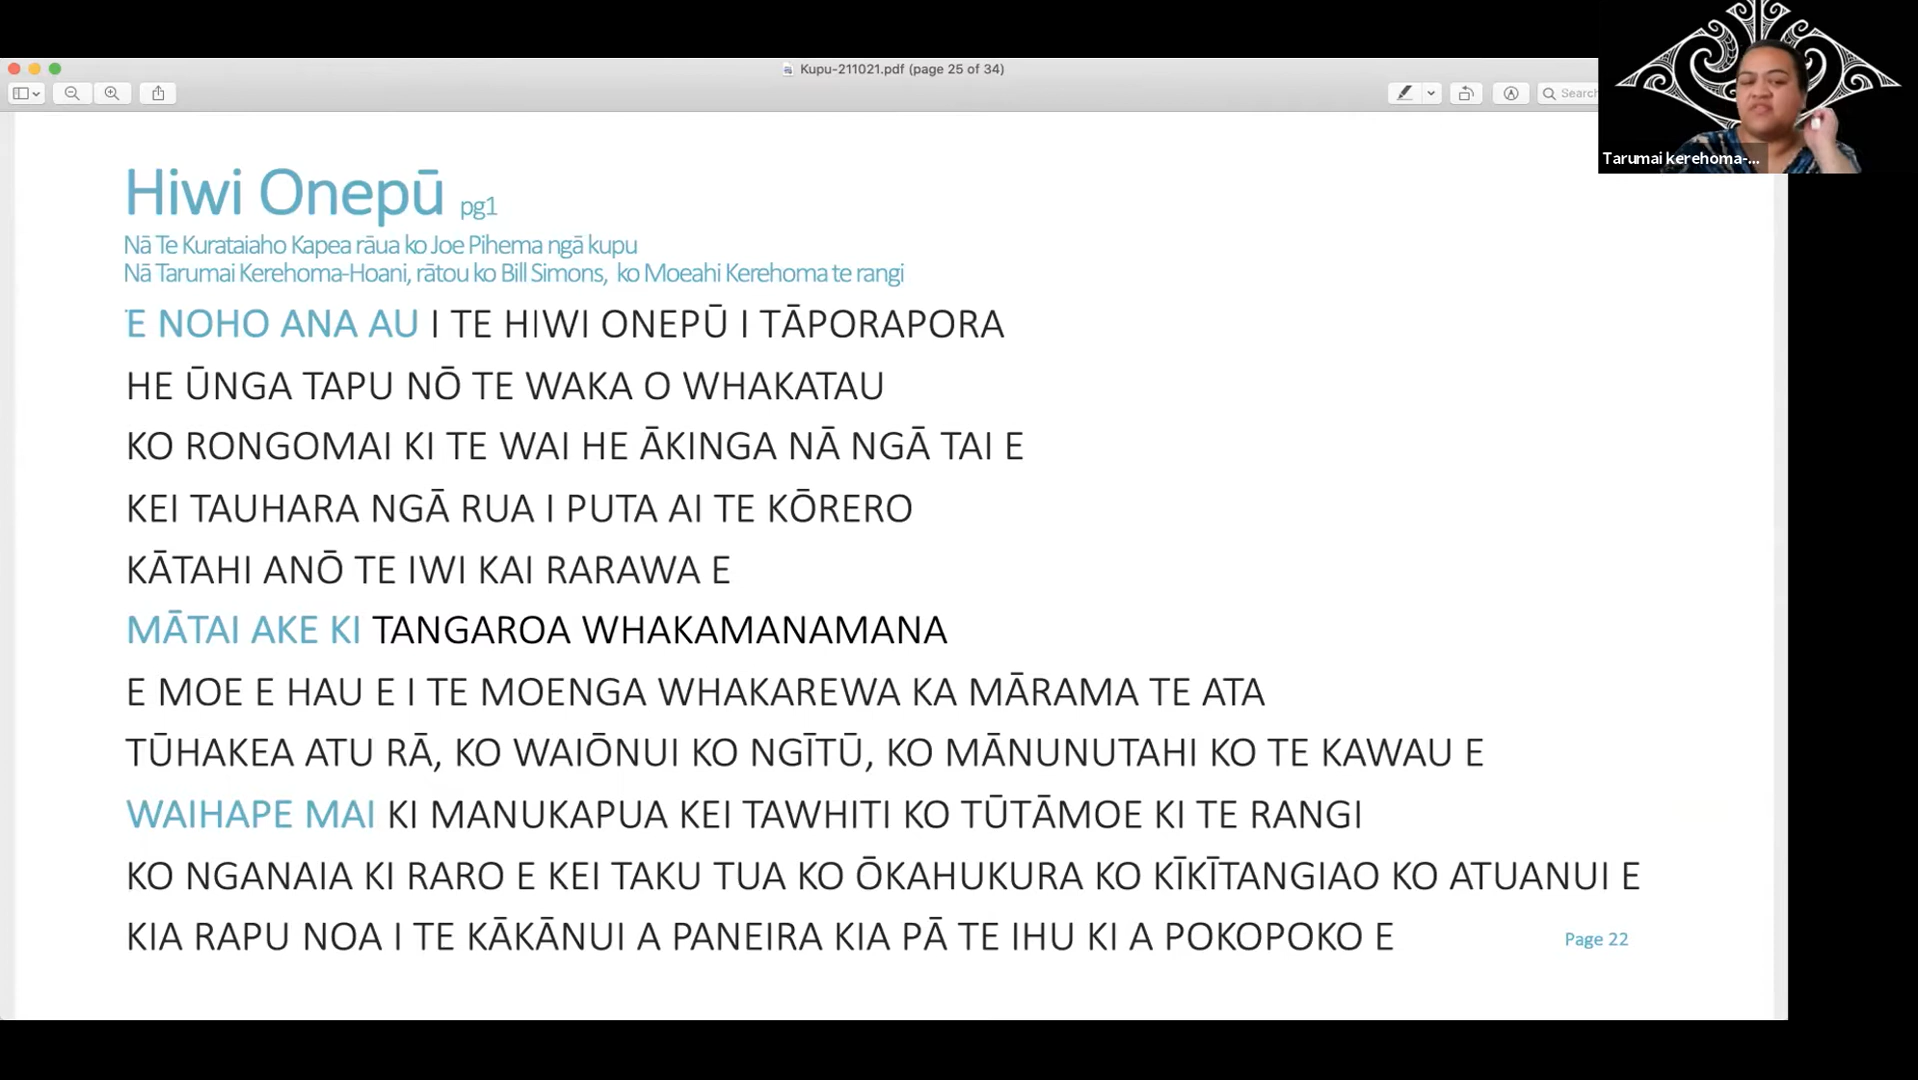 Kupu-211021.pdf (page 25 of 34)
Search
Tarumai kerehoma-...
Hiwi Onepū pg1
Nā Te Kurataiaho Kapea rāua ko Joe Pihema ngā kupu
Nā Tarumai Kerehoma-Hoani, rātou ko Bill Simons, ko Moeahi Kerehoma te rangi
E NOHO ANA AU I TE HIWI ONEPŪ I TĀPORAPORA
HE ŪNGA TAPU NŌ TE WAKA O WHAKATAU
KO RONGOMAI KI TE WAI HE ĀKINGA NĀ NGĀ TAI E
KEI TAUHARA NGĀ RUA I PUTA AI TE KŌRERO
KĀTAHI ANŌ TE IWI KAI RARAWA E
MĀTAI AKE KI TANGAROA WHAKAMANAMANA
E MOE E HAU E I TE MOENGA WHAKAREWA KA MĀRAMA TE ATA
TŪHAKEA ATU RĀ, KO WAIŌNUI KO NGĪTŪ, KO MĀNUNUTAHI KO TE KAWAU E
WAIHAPE MAI KI MANUKAPUA KEI TAWHITI KO TŪTĀMOE KI TE RANGI
KO NGANAIA KI RARO E KEI TAKU TUA KO ŌKAHUKURA KO KĪKĪTANGIAO KO ATUANUI E
KIA RAPU NOA I TE KĀKĀNUI A PANEIRA KIA PĀ TE IHU KI A POKOPOKO E
Page 22